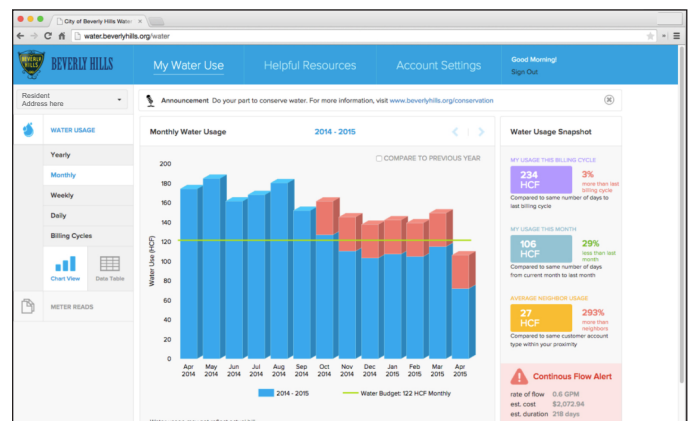 City of Beverly Hills Water
water.beverlyhills.org/water
BEVERLY HILLS
BEVERLY HILLS
My Water Use
Helpful Resources
Account Settings
Good Morning!
Sign Out
Resident
Address here
Announcement Do your part to conserve water. For more information, visit www.beverlyhills.org/conservation
WATER USAGE
Yearly
Monthly
Weekly
Daily
Billing Cycles
Chart View
Data Table
METER READS
Monthly Water Usage
2014 - 2015
COMPARE TO PREVIOUS YEAR
Water Use (HCF)
200
180
160
140
120
100
80
60
40
20
0
Apr 2014
May 2014
Jun 2014
Jul 2014
Aug 2014
Sep 2014
Oct 2014
Nov 2014
Dec 2014
Jan 2015
Feb 2015
Mar 2015
Apr 2015
2014 - 2015
Water Budget: 122 HCF Monthly
Water Usage Snapshot
MY USAGE THIS BILLING CYCLE
234 HCF
3%
more than last
billing cycle
Compared to same number of days to
last billing cycle
MY USAGE THIS MONTH
106 HCF
29%
less than last
month
Compared to same number of days
from current month to last month
AVERAGE NEIGHBOR USAGE
27 HCF
293%
more than
neighbors
Compared to same customer account
type within your proximity
Continous Flow Alert
rate of flow 0.6 GPM
est. cost $2,072.94
est. duration 218 days